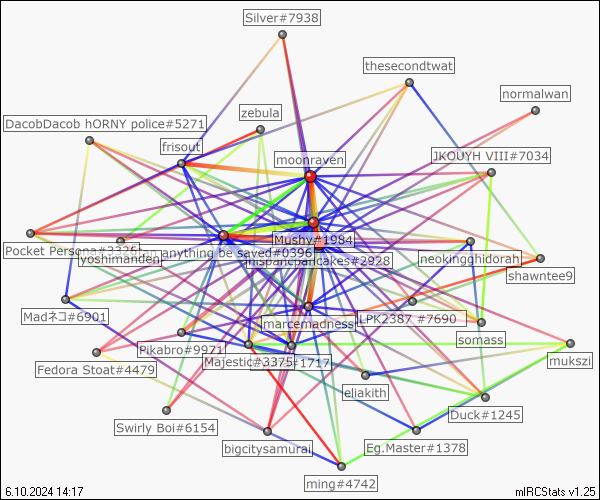 Silver#7938
thesecondtwat
normalwan
zebula
DacobDacob hORNY police#5271
frisout
moonraven
JKOUYH VIII#7034
Mushy#1984
Pocket Persona#3326
yoshimanden
anything be saved#0396
hispanicpancakes#2928
neokingghidorah
shawntee9
Madネコ#6901
marcemadness
LPK2387 #7690
somass
Pikabro#9971
Majestic#3375
#1717
mukszi
Fedora Stoat#4479
eliakith
Duck#1245
Swirly Boi#6154
bigcitysamurai
Eg.Master#1378
ming#4742
6.10.2024 14:17
mIRCStats v1.25